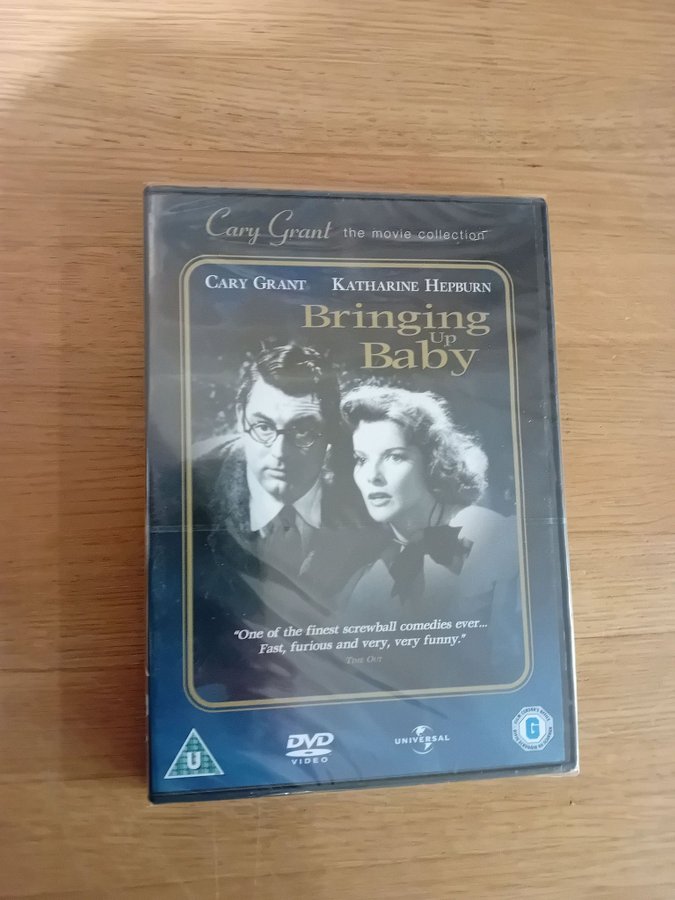 Cary Grant the movie collection
CARY GRANT KATHARINE HEPBURN
Bringing
Up
Baby
"One of the finest screwball comedies ever...
Fast, furious and very, very funny."
TIME OUT
U
DVD
VIDEO
UNIVERSAL
G